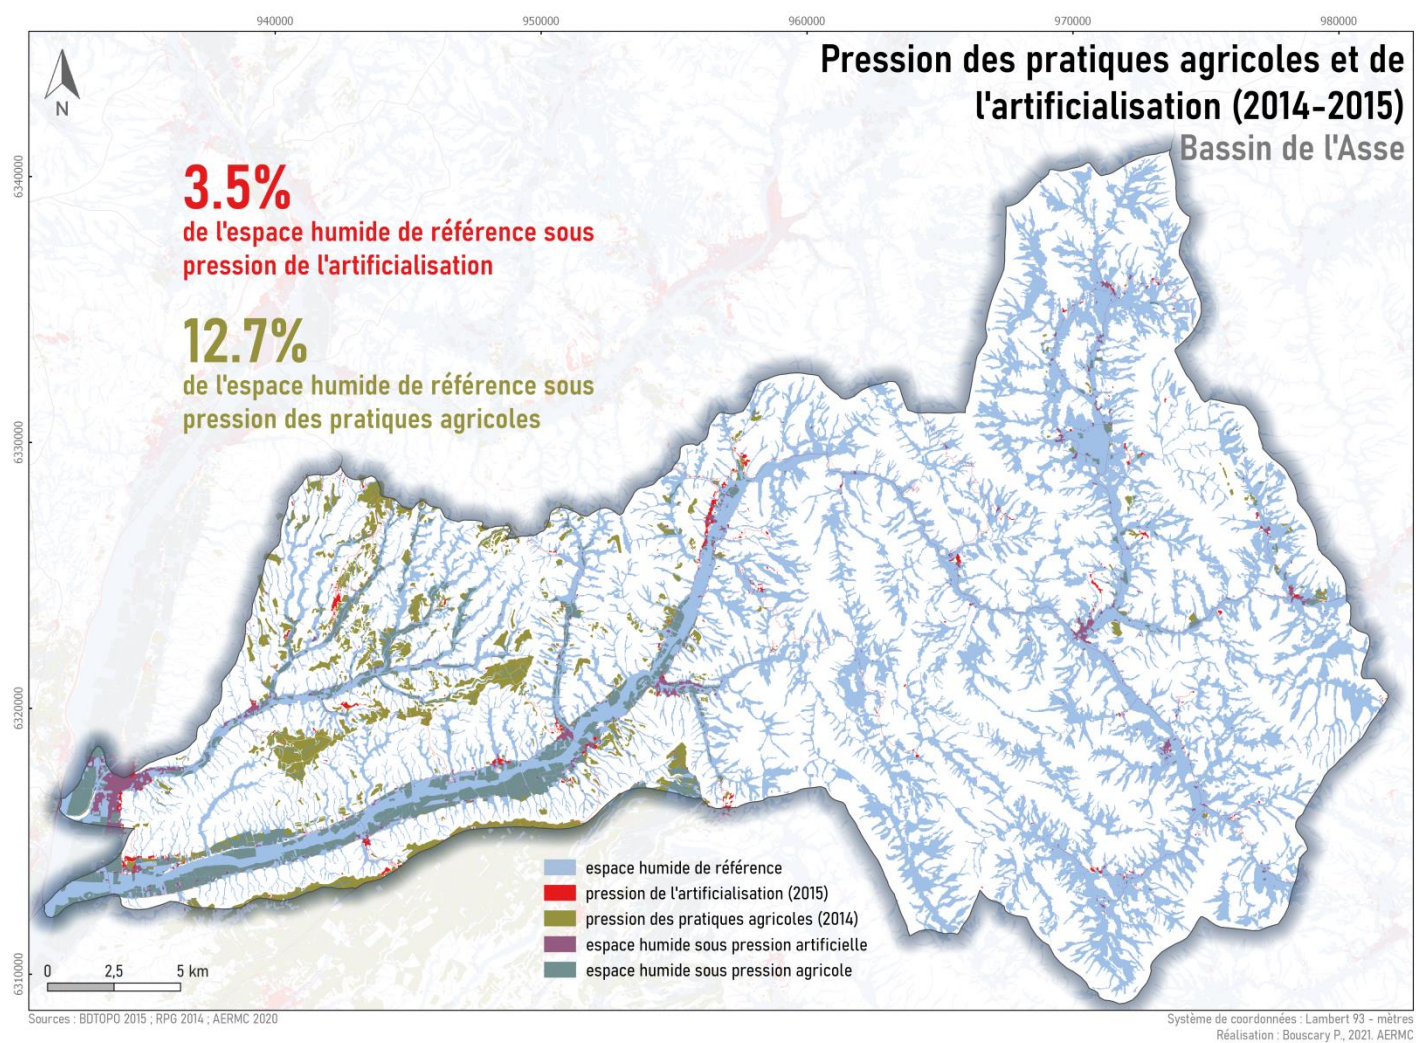 940000 950000 960000 970000 980000
Pression des pratiques agricoles et de
l'artificialisation (2014-2015)
Bassin de l'Asse
N
6340000
3.5%
de l'espace humide de référence sous
pression de l'artificialisation
12.7%
de l'espace humide de référence sous
pression des pratiques agricoles
6330000
6320000
espace humide de référence
pression de l'artificialisation (2015)
pression des pratiques agricoles (2014)
espace humide sous pression artificielle
espace humide sous pression agricole
6310000
0 2,5 5 km
Sources : BDTOPO 2015 ; RPG 2014 ; AERMC 2020
Système de coordonnées : Lambert 93 - mètres
Réalisation : Bouscary P., 2021. AERMC